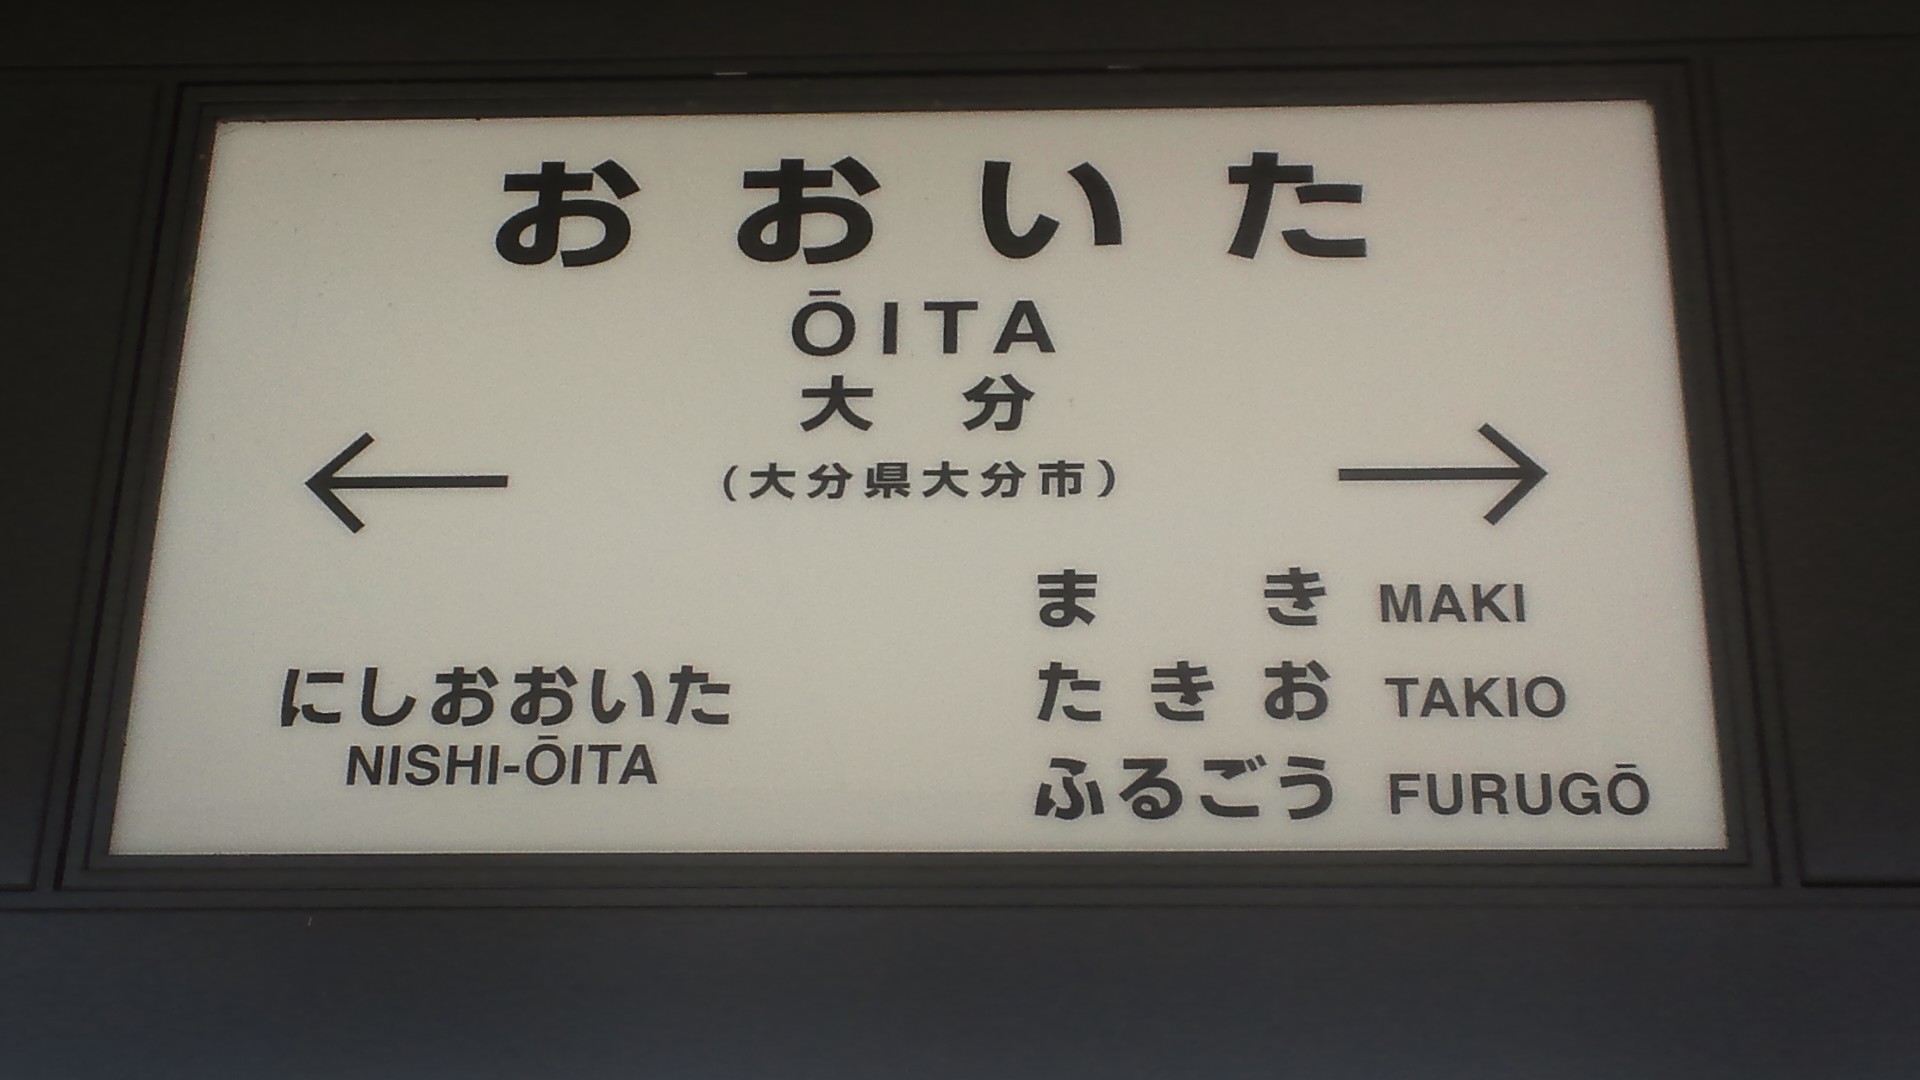 おおいた
ŌITA
大分
(大分県大分市)
にしおおいた
NISHI-ŌITA
まき MAKI
たきお TAKIO
ふるごう FURUGŌ